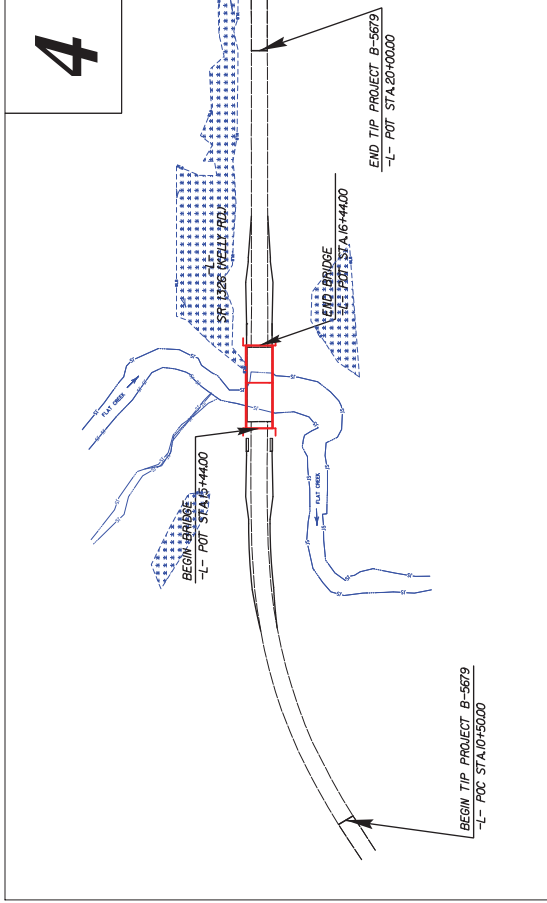 4
END TIP PROJECT B-5679
-L- POT STA.20+00.00
-L-
SR 1326 (KELLY RD.)
END BRIDGE
-L- POT STA.16+44.00
FLAT CREEK
BEGIN BRIDGE
-L- POT STA.15+44.00
FLAT CREEK
BEGIN TIP PROJECT B-5679
-L- POC STA.10+50.00